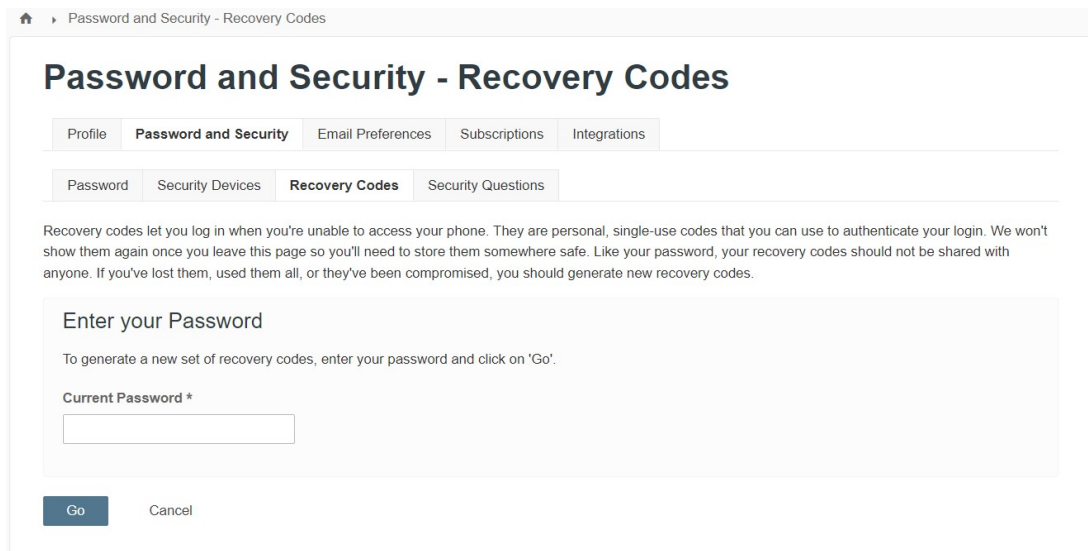 Password and Security - Recovery Codes
Password and Security - Recovery Codes
Profile Password and Security Email Preferences Subscriptions Integrations
Password Security Devices Recovery Codes Security Questions
Recovery codes let you log in when you're unable to access your phone. They are personal, single-use codes that you can use to authenticate your login. We won't
show them again once you leave this page so you'll need to store them somewhere safe. Like your password, your recovery codes should not be shared with
anyone. If you've lost them, used them all, or they've been compromised, you should generate new recovery codes.
Enter your Password
To generate a new set of recovery codes, enter your password and click on 'Go'.
Current Password *
Go Cancel